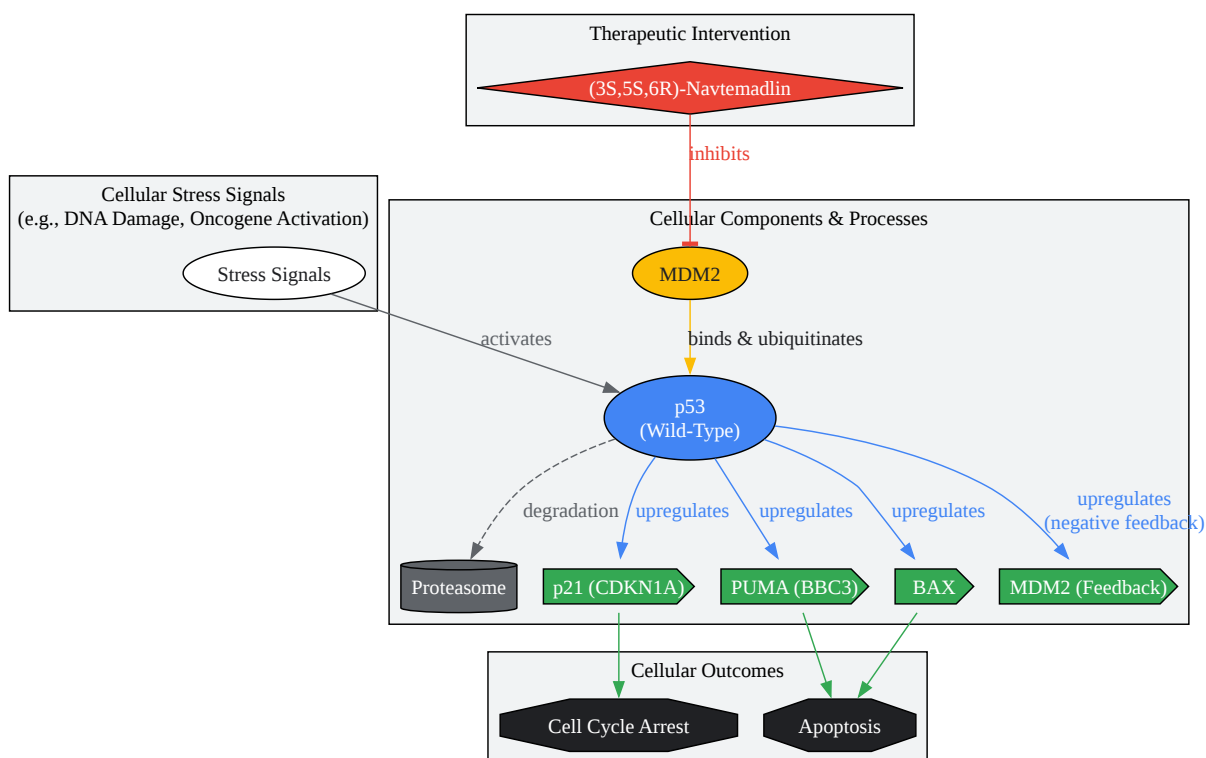 Therapeutic Intervention
(3S,5S,6R)-Navtemadlin
inhibits
Cellular Stress Signals
(e.g., DNA Damage, Oncogene Activation)
Stress Signals
Cellular Components & Processes
MDM2
activates
binds & ubiquitinates
p53
(Wild-Type)
degradation
upregulates
upregulates
upregulates
upregulates
(negative feedback)
Proteasome
p21 (CDKN1A)
PUMA (BBC3)
BAX
MDM2 (Feedback)
Cellular Outcomes
Cell Cycle Arrest
Apoptosis